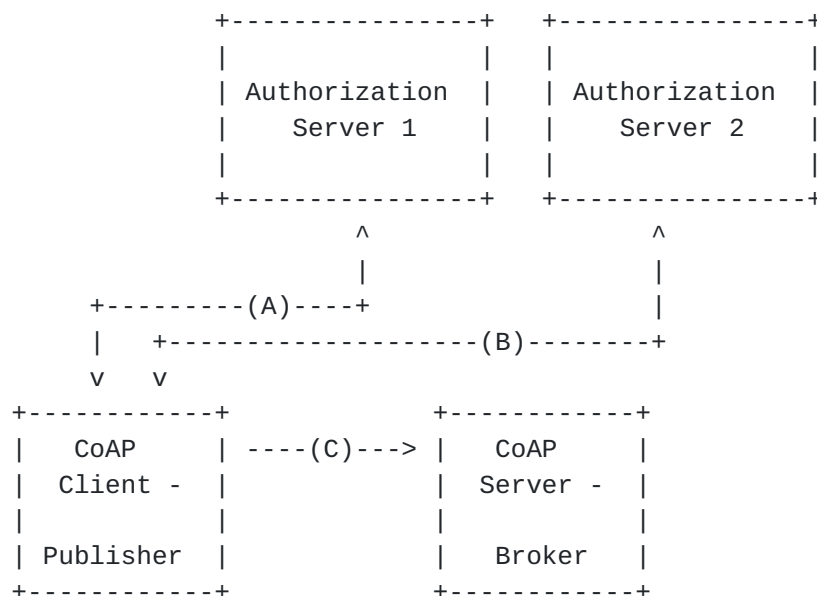 +----------------+   +----------------+
|                |   |                |
| Authorization  |   | Authorization  |
|    Server 1    |   |    Server 2    |
|                |   |                |
+----------------+   +----------------+
^                  ^
|                  |
+---------(A)----+                  |
|   +--------------------(B)--------+
v   v
+------------+             +------------+
|    CoAP    | ----(C)---> |    CoAP    |
|  Client -  |             |  Server -  |
|            |             |            |
| Publisher  |             |   Broker   |
+------------+             +------------+